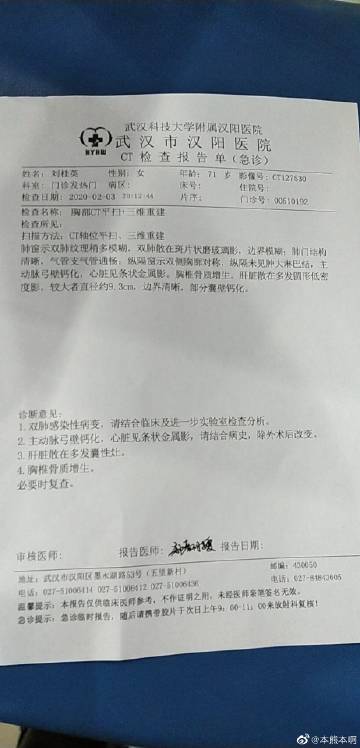 武汉科技大学附属汉阳医院
HYHW
武汉市汉阳医院
CT检查报告单(急诊)
姓名: 刘桂英 性别: 女 年龄: 71 岁 影像号: CT127530
科室: 门诊发热门 病区: 床号: 住院号:
检查日期: 2020-02-03 20:12:44 片序: 门诊号: 00510192
检查名称: 胸部CT平扫,三维重建
检查所见:
扫描方法: CT轴位平扫、三维重建
肺窗示双肺纹理稍多模糊, 双肺散在斑片状磨玻璃影, 边界模糊; 肺门结构
清晰, 气管支气管通畅; 纵隔窗示双侧胸廓对称, 纵隔未见肿大淋巴结, 主
动脉弓壁钙化, 心脏见条状金属影。胸椎骨质增生。肝脏散在多发圆形低密
度影, 较大者直径约9.3cm, 边界清晰, 部分囊壁钙化。
诊断意见:
1. 双肺感染性病变, 请结合临床及进一步实验室检查分析。
2. 主动脉弓壁钙化, 心脏见条状金属影, 请结合病史, 除外术后改变。
3. 肝脏散在多发囊性灶。
4. 胸椎骨质增生。
必要时复查。
审核医师: 报告医师: 报告日期:
地址: 武汉市汉阳区墨水湖路53号 (五里新村) 邮编: 430050
电话: 027-51006414 027-51006412 027-51006436 电话: 027-84843605
温馨提示: 本报告仅供临床医师参考, 不作证明之用, 未经医师亲笔签名无效。
急诊提示: 急诊临时报告, 随后请携带胶片于次日上午9:00-11:00来放射科复核!
@本熊本啊